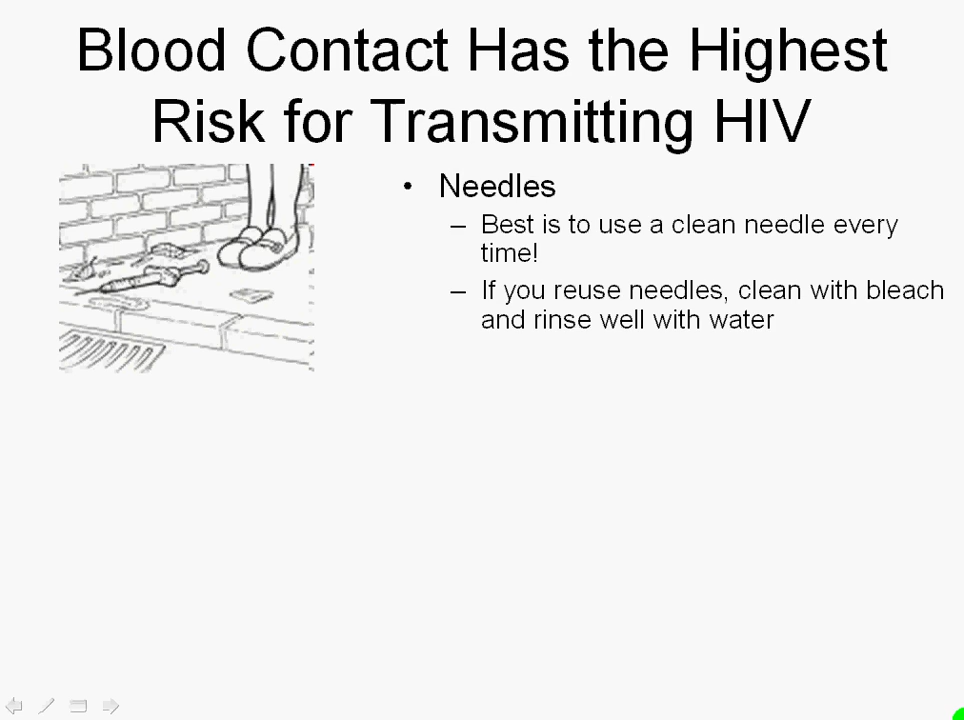 Blood Contact Has the Highest
Risk for Transmitting HIV
• Needles
– Best is to use a clean needle every
time!
– If you reuse needles, clean with bleach
and rinse well with water